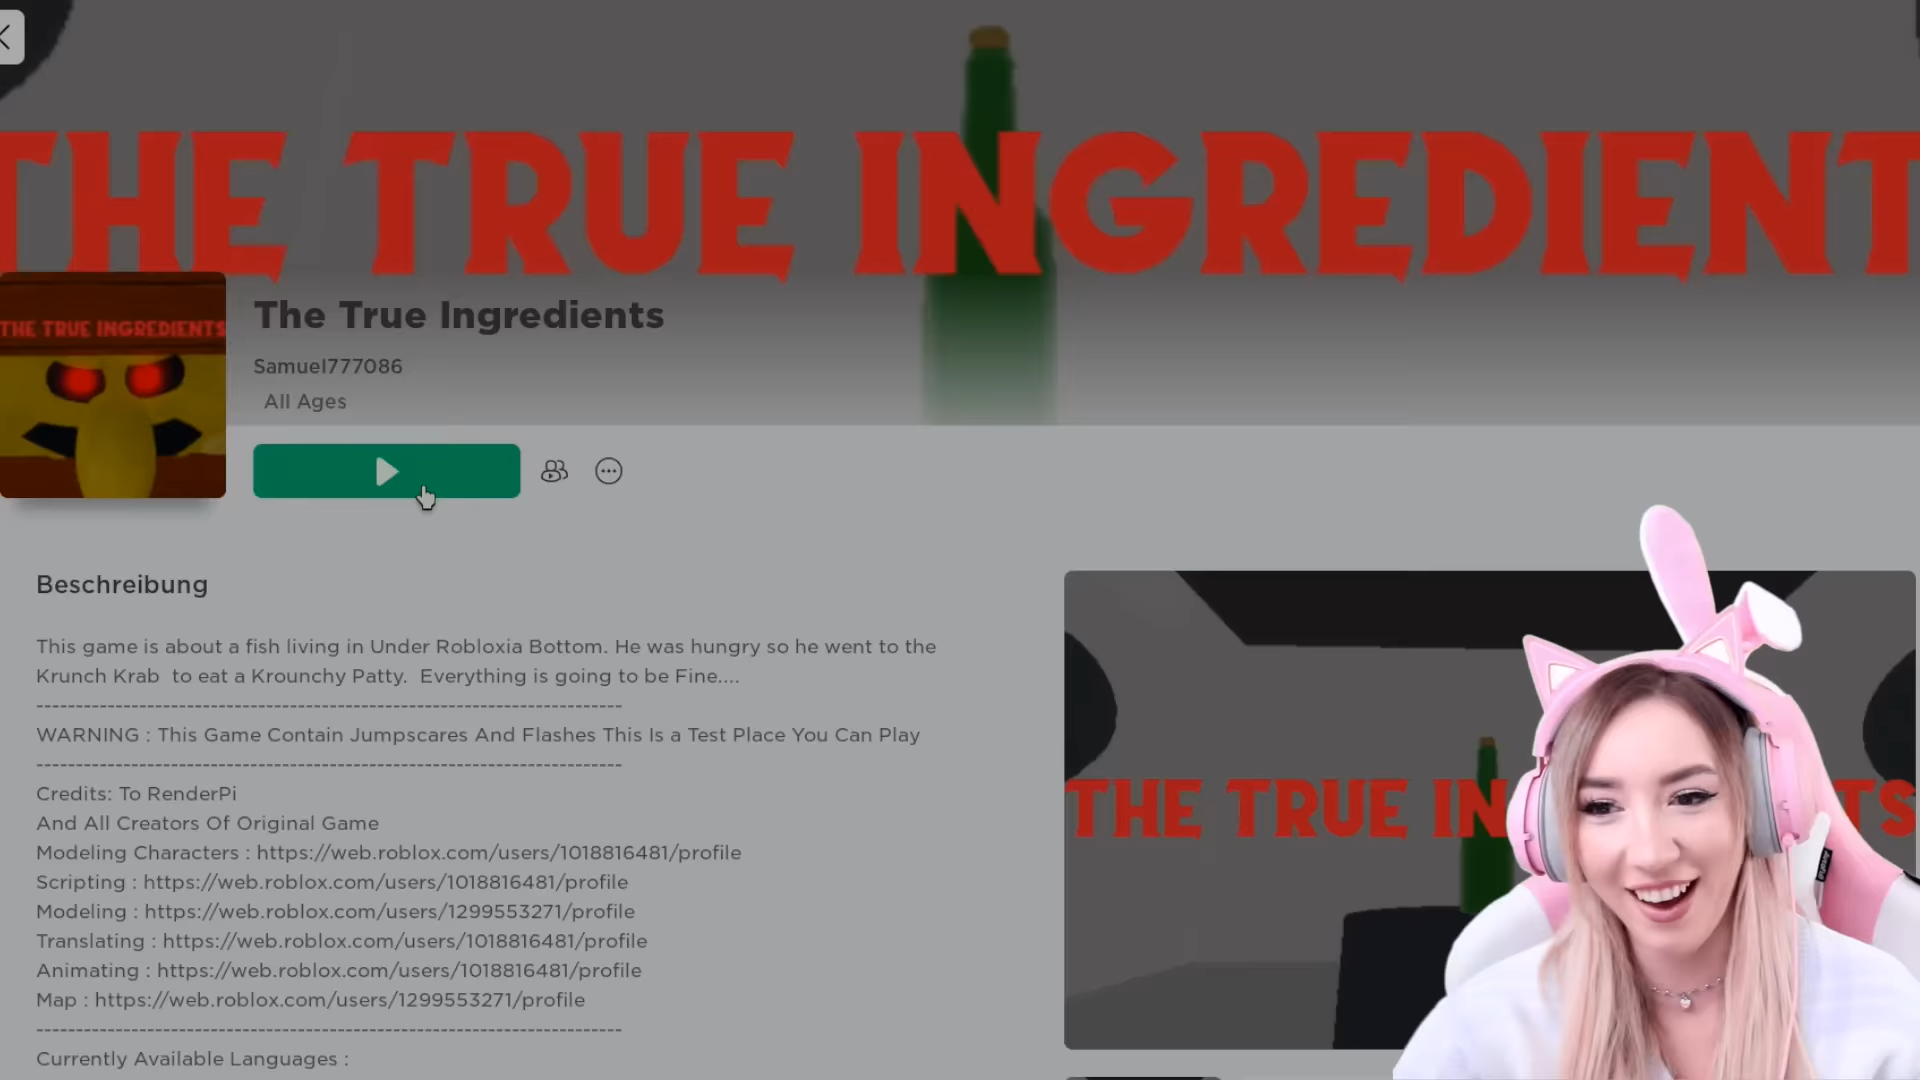 THE TRUE INGREDIENT
THE TRUE INGREDIENTS
The True Ingredients
Samuel777086
All Ages
Beschreibung
This game is about a fish living in Under Robloxia Bottom. He was hungry so he went to the
Krunch Krab to eat a Krounchy Patty. Everything is going to be Fine....
--------------------------------------------------------------------------
WARNING : This Game Contain Jumpscares And Flashes This Is a Test Place You Can Play
--------------------------------------------------------------------------
Credits: To RenderPi
And All Creators Of Original Game
Modeling Characters : https://web.roblox.com/users/1018816481/profile
Scripting : https://web.roblox.com/users/1018816481/profile
Modeling : https://web.roblox.com/users/1299553271/profile
Translating : https://web.roblox.com/users/1018816481/profile
Animating : https://web.roblox.com/users/1018816481/profile
Map : https://web.roblox.com/users/1299553271/profile
--------------------------------------------------------------------------
Currently Available Languages :
THE TRUE IN TS